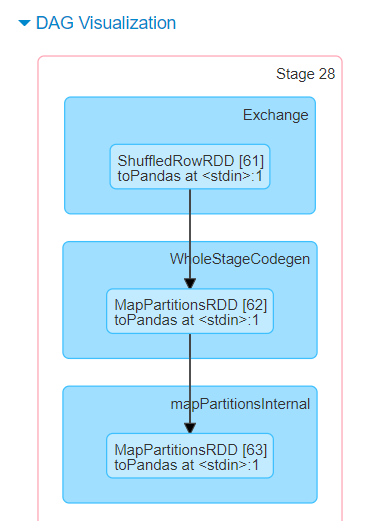 DAG Visualization
Stage 28
Exchange
ShuffledRowRDD [61]
toPandas at <stdin>:1
WholeStageCodegen
MapPartitionsRDD [62]
toPandas at <stdin>:1
mapPartitionsInternal
MapPartitionsRDD [63]
toPandas at <stdin>:1